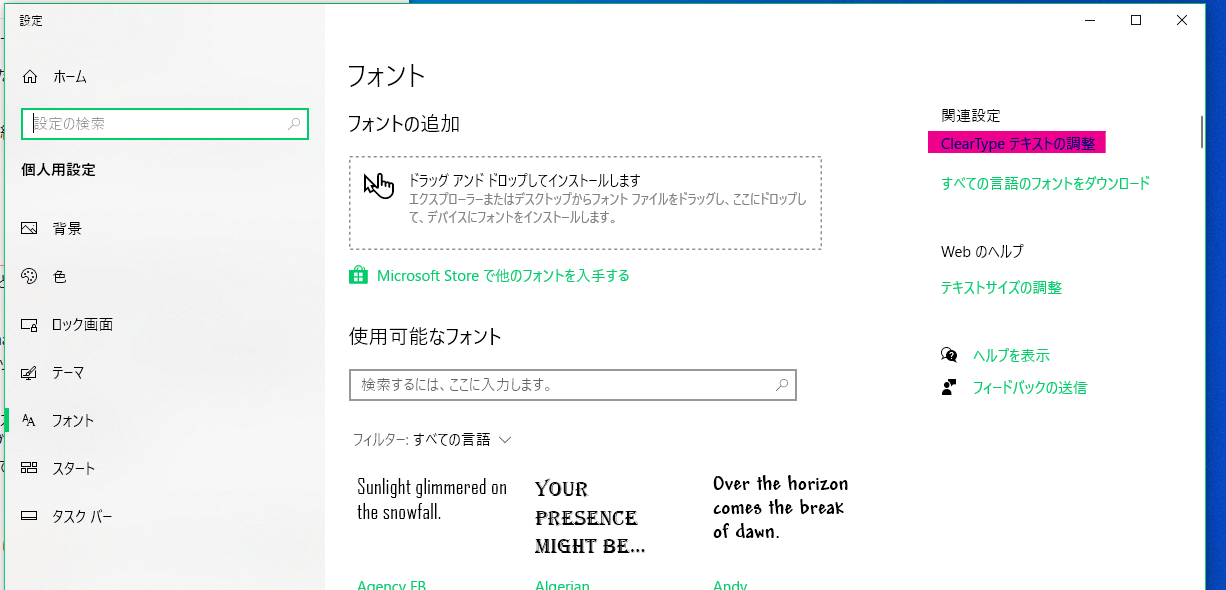 設定
ホーム
設定の検索
個人用設定
背景
色
ロック画面
テーマ
フォント
スタート
タスク バー
フォント
フォントの追加
ドラッグ アンド ドロップしてインストールします
エクスプローラーまたはデスクトップからフォント ファイルをドラッグし、ここにドロップし
て、デバイスにフォントをインストールします。
Microsoft Store で他のフォントを入手する
使用可能なフォント
検索するには、ここに入力します。
フィルター: すべての言語
Sunlight glimmered on
the snowfall.
YOUR
PRESENCE
MIGHT BE...
Over the horizon
comes the break
of dawn.
Agency FB
Algerian
Andy
関連設定
ClearType テキストの調整
すべての言語のフォントをダウンロード
Web のヘルプ
テキストサイズの調整
ヘルプを表示
フィードバックの送信